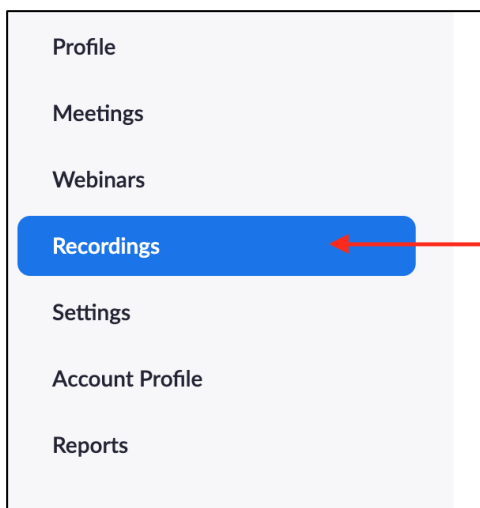 Profile
Meetings
Webinars
Recordings
Settings
Account Profile
Reports